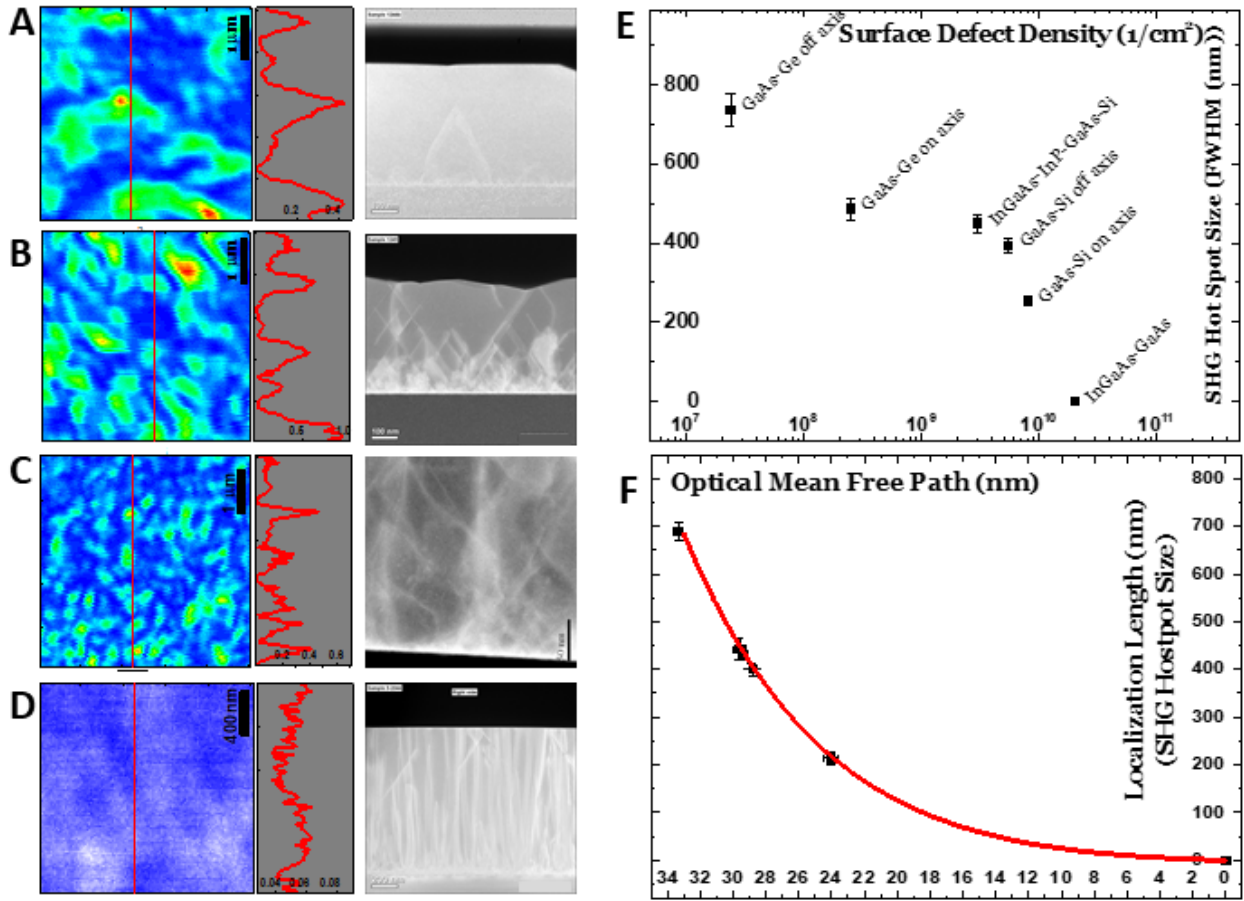 A
1 µm
0.2
0.4
B
1 µm
0.5
1.0
100 nm
C
1 µm
0.2
0.4
0.6
D
400 nm
0.04
0.06
0.08
E
Surface Defect Density (1/cm²)
SHG Hot Spot Size (FWHM (nm))
800
600
400
200
0
GaAs-Ge off axis
GaAs-Ge on axis
InGaAs-InP-GaAs-Si
GaAs-Si off axis
GaAs-Si on axis
InGaAs-GaAs
10⁷
10⁸
10⁹
10¹⁰
10¹¹
F
Optical Mean Free Path (nm)
Localization Length (nm)
(SHG Hostpot Size)
800
700
600
500
400
300
200
100
0
34 32 30 28 26 24 22 20 18 16 14 12 10 8 6 4 2 0